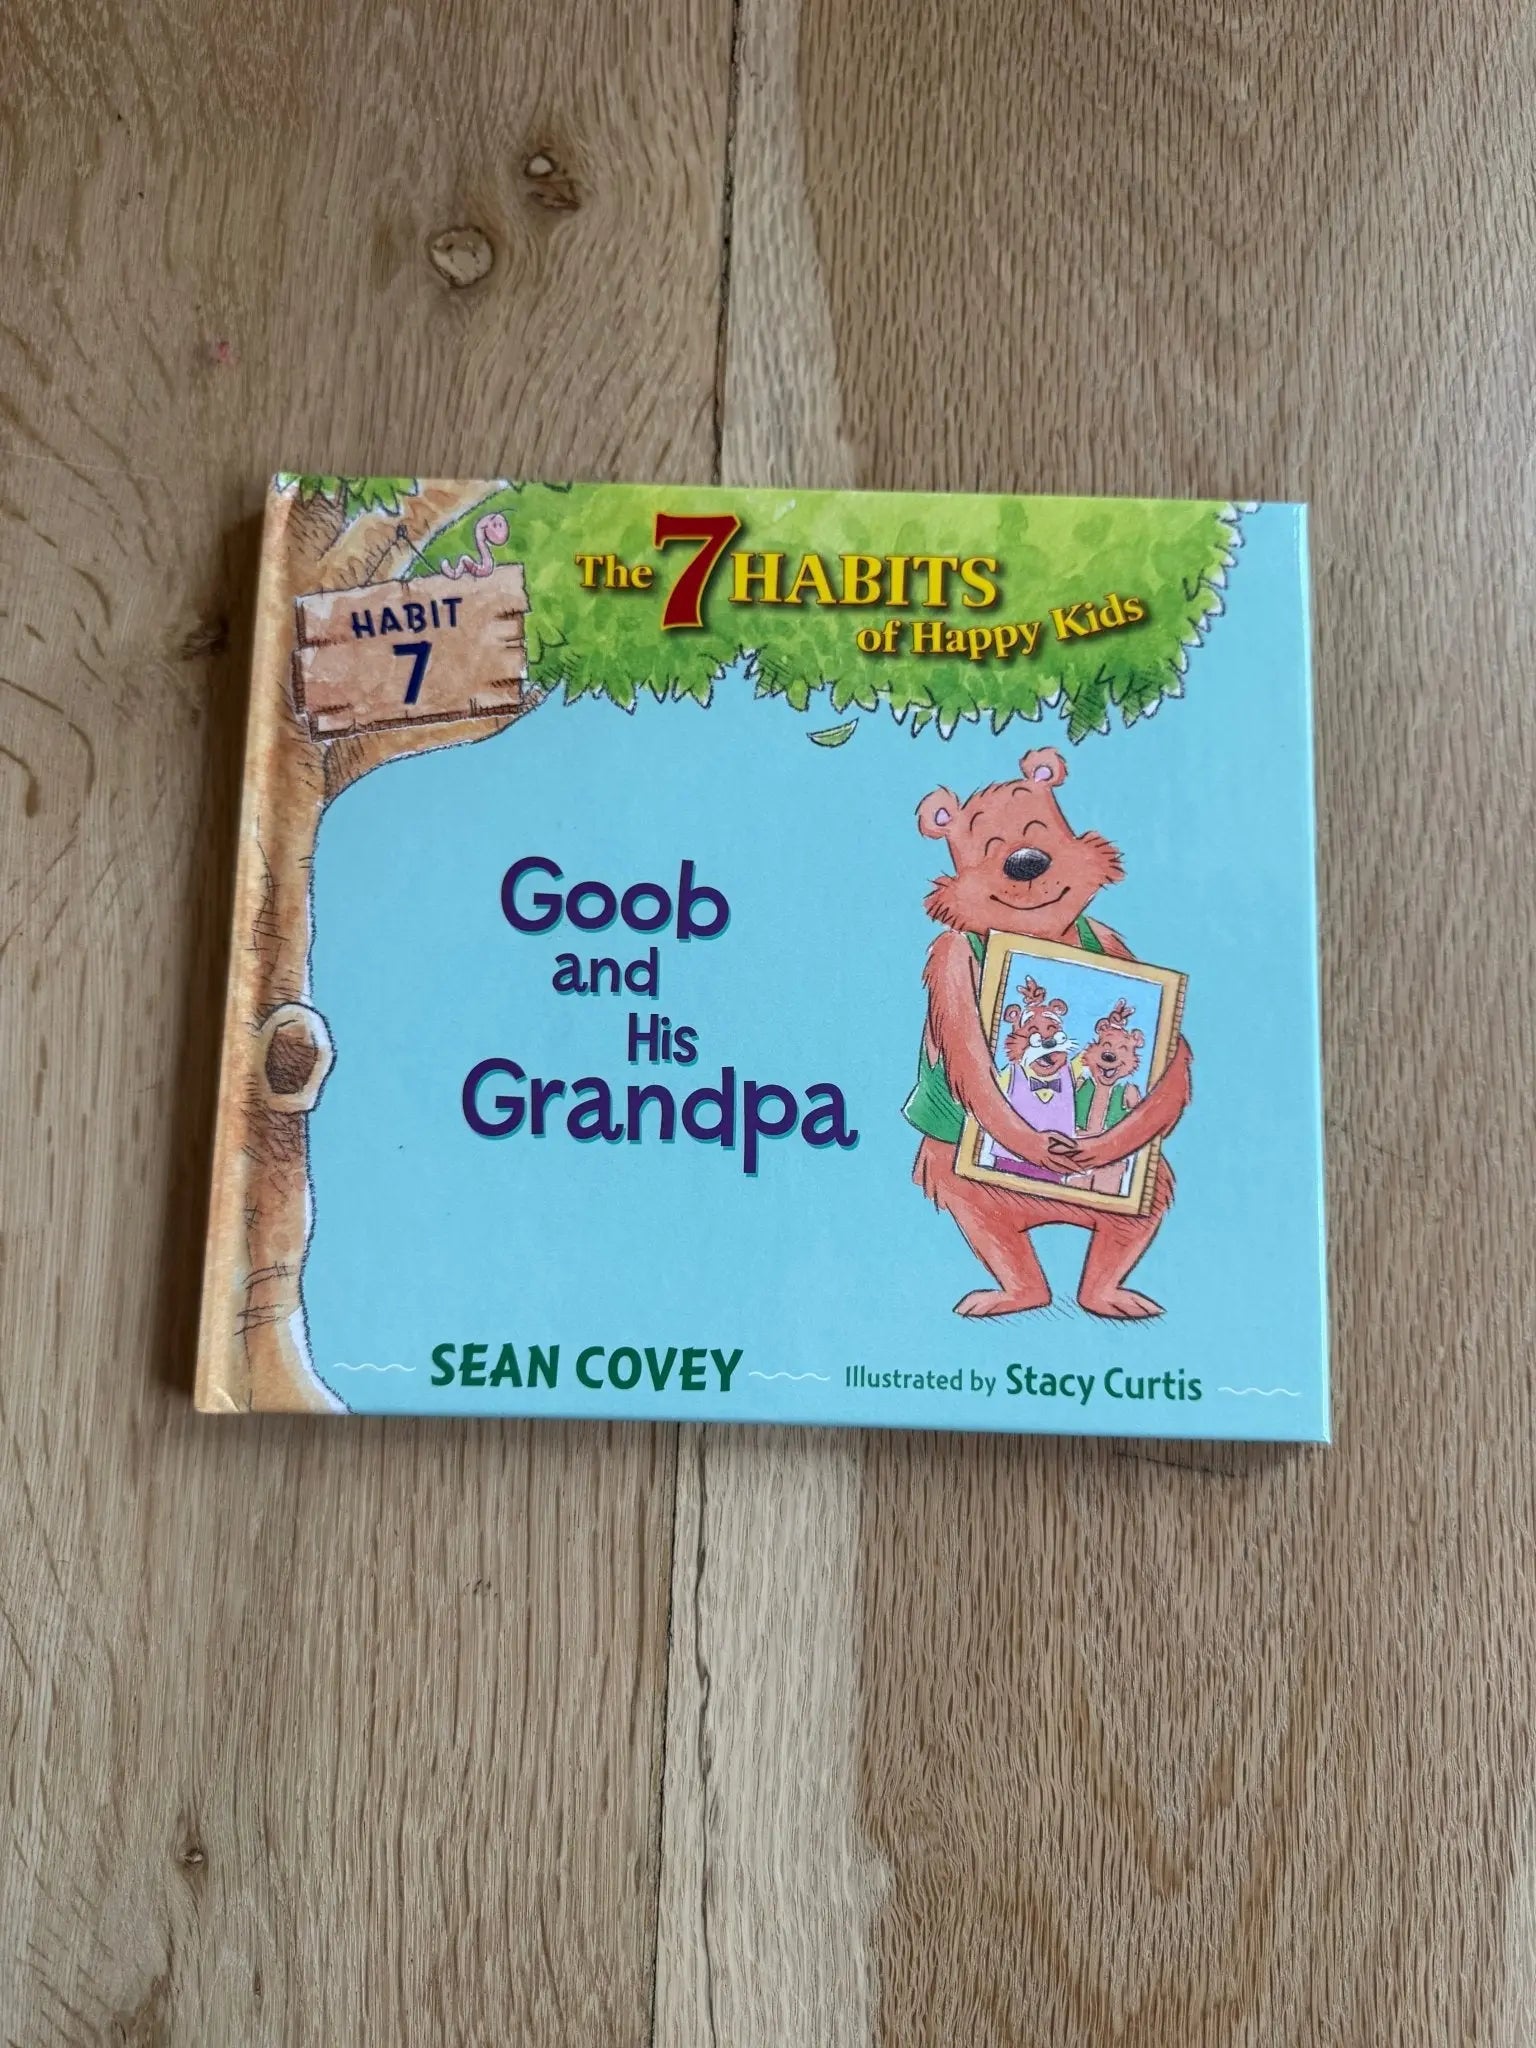 The 7 HABITS
of Happy Kids
HABIT
7
Goob
and
His
Grandpa
SEAN COVEY
Illustrated by Stacy Curtis